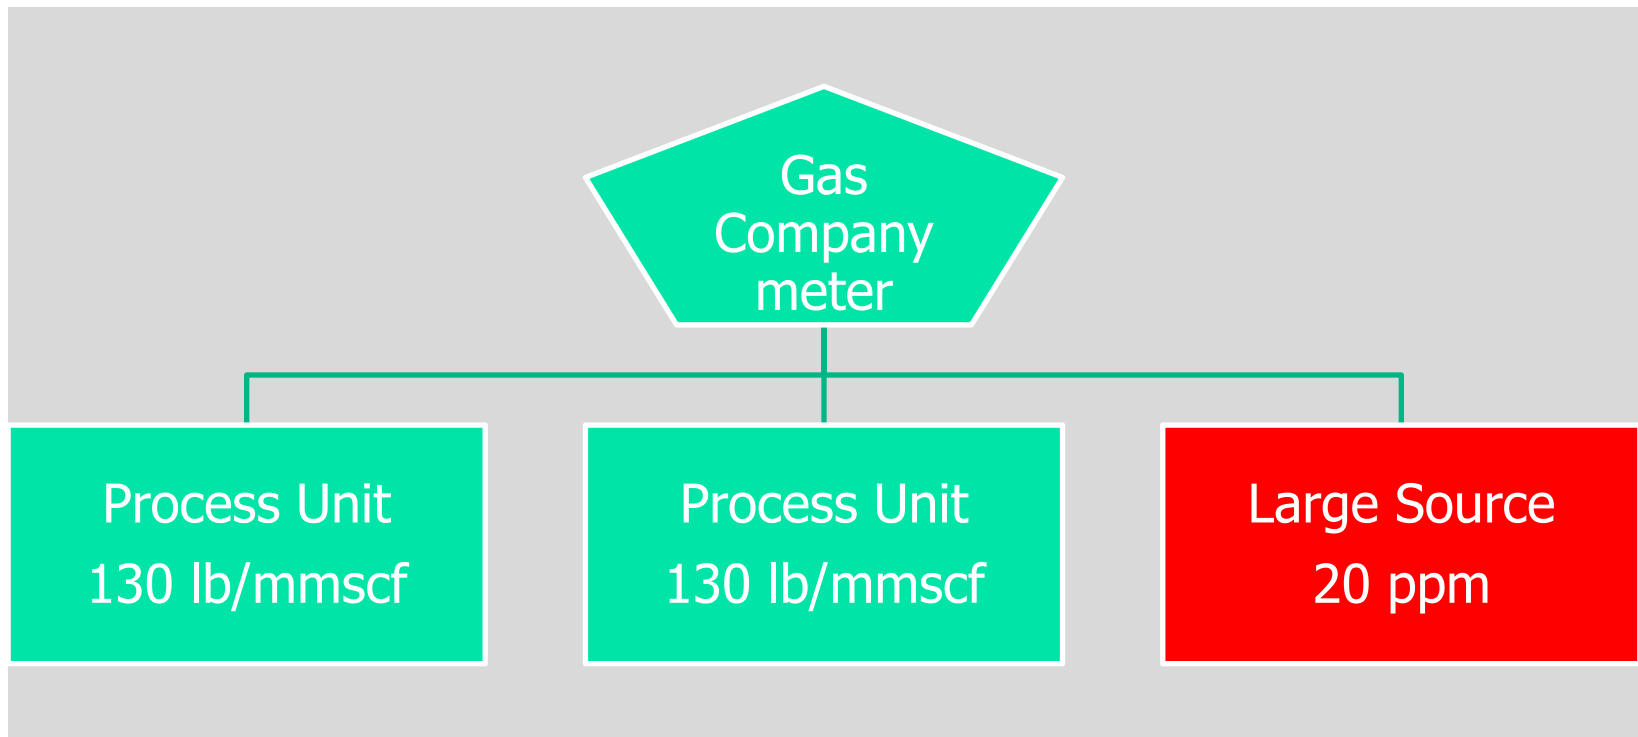 Gas
Company
meter
Process Unit
130 lb/mmscf
Process Unit
130 lb/mmscf
Large Source
20 ppm